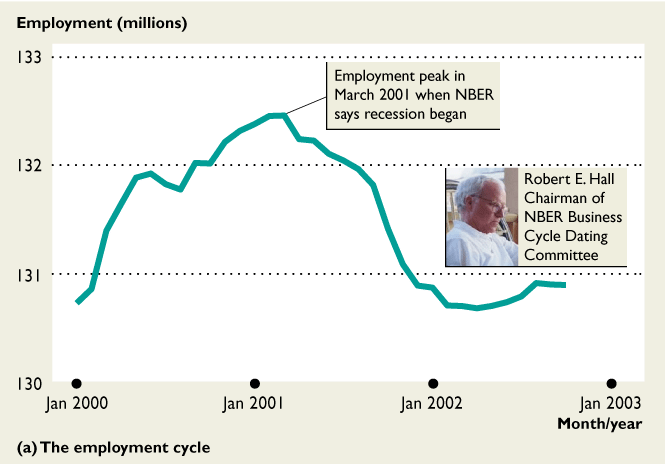 Employment (millions)
133
Employment peak in
March 2001 when NBER
says recession began
132
Robert E. Hall
Chairman of
NBER Business
Cycle Dating
Committee
131
130
Jan 2000 Jan 2001 Jan 2002 Jan 2003
Month/year
(a) The employment cycle